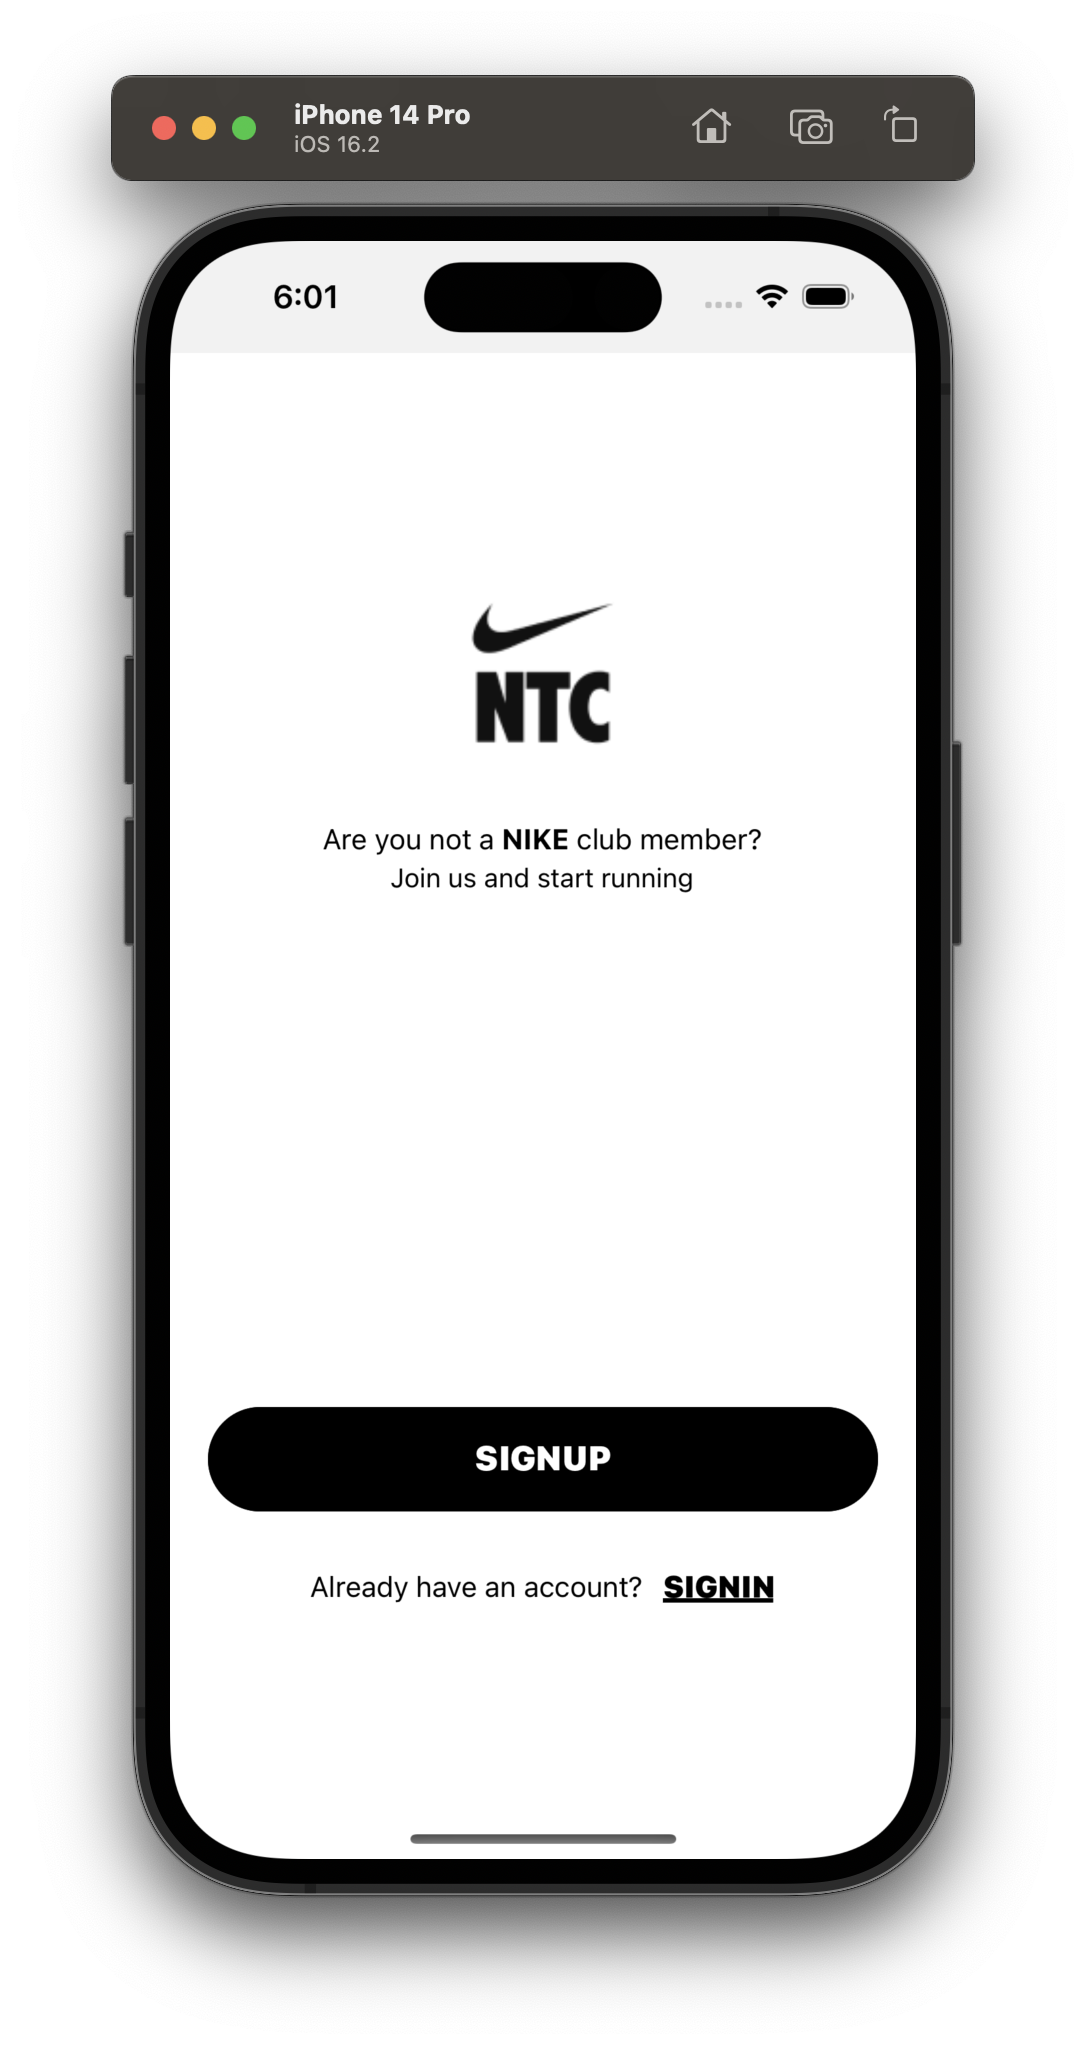 iPhone 14 Pro
iOS 16.2
6:01
NTC
Are you not a NIKE club member?
Join us and start running
SIGNUP
Already have an account? SIGNIN